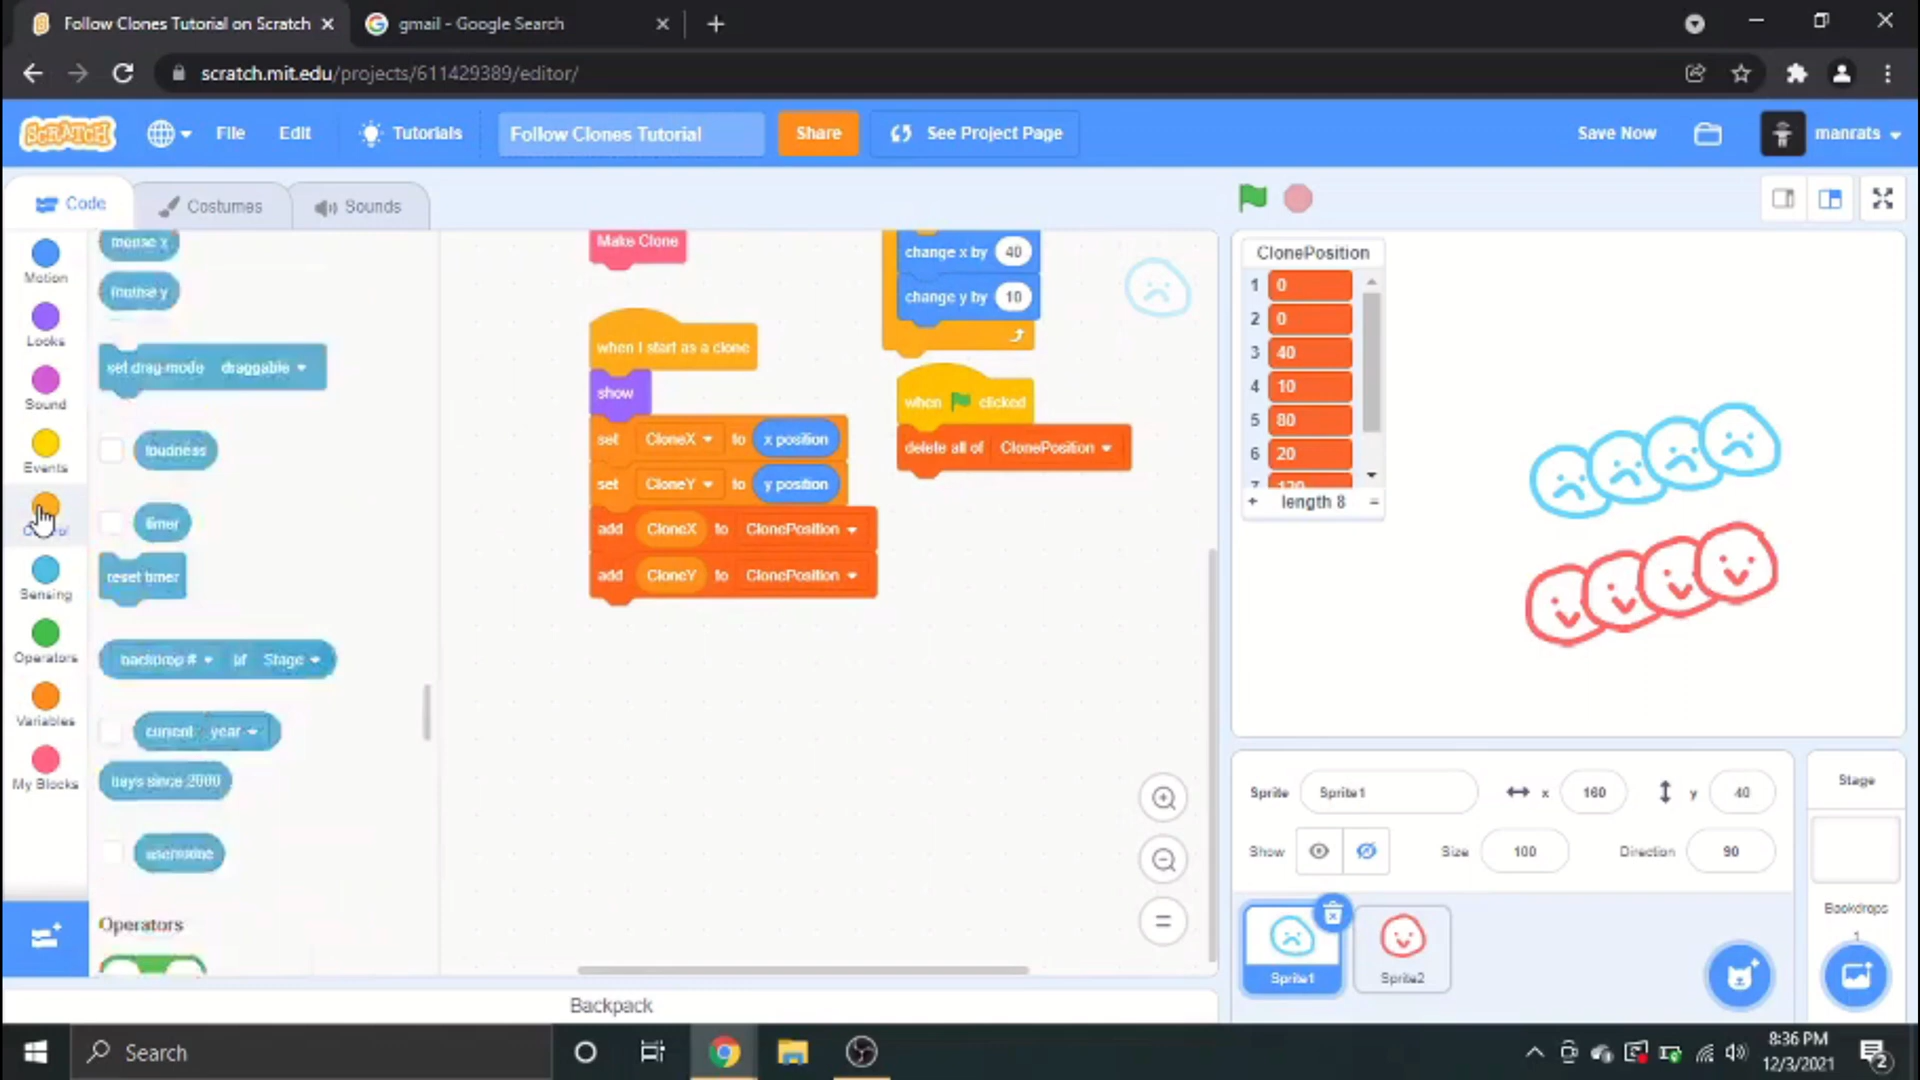 Follow Clones Tutorial on Scratch
gmail - Google Search
scratch.mit.edu/projects/611429389/editor/
SCRATCH
File
Edit
Tutorials
Follow Clones Tutorial
Share
See Project Page
Save Now
manrats
Code
Costumes
Sounds
Motion
Looks
Sound
Events
Sensing
Operators
Variables
My Blocks
mouse x
mouse y
set drag mode draggable
loudness
timer
reset timer
backdrop # of Stage
current year
days since 2000
username
Operators
Make Clone
when I start as a clone
show
set CloneX to x position
set CloneY to y position
add CloneX to ClonePosition
add CloneY to ClonePosition
change x by 40
change y by 10
when clicked
delete all of ClonePosition
ClonePosition
1 0
2 0
3 40
4 10
5 80
6 20
7 120
+ length 8 =
Sprite Sprite1 x 160 y 40
Show Size 100 Direction 90
Sprite1
Sprite2
Stage
Backdrops
1
Backpack
Search
8:36 PM
12/3/2021
2